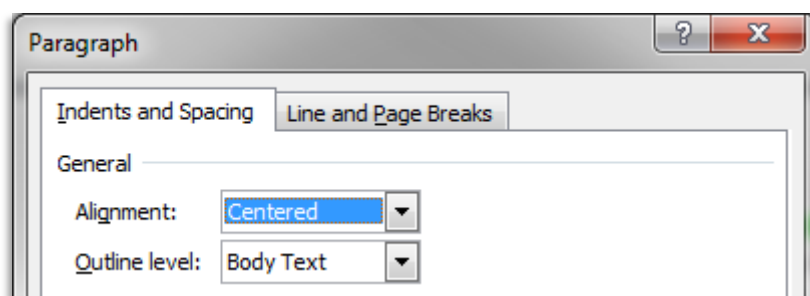 Paragraph
Indents and Spacing Line and Page Breaks
General
Alignment: Centered
Outline level: Body Text